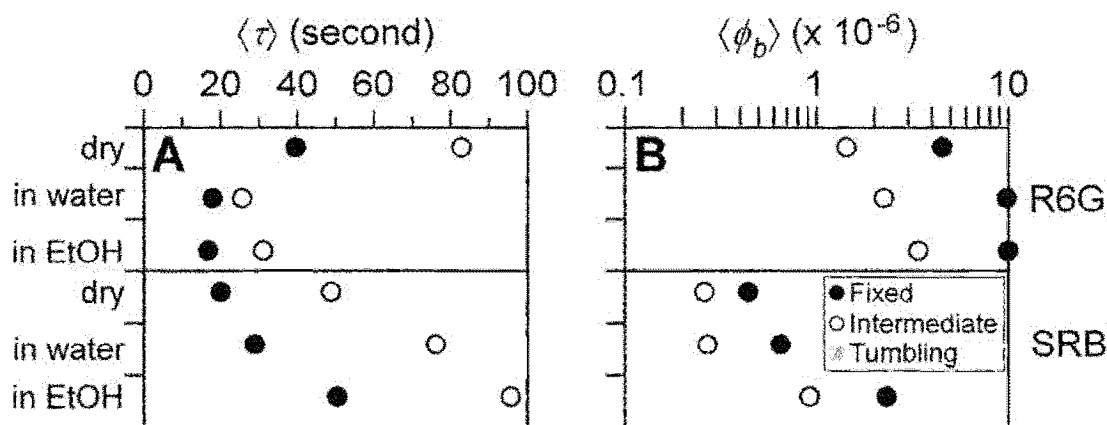 ⟨τ⟩ (second)
⟨ϕ_b⟩ (x 10⁻⁶)
0 20 40 60 80 100
0.1 1 10
A
B
dry
in water
in EtOH
R6G
dry
in water
in EtOH
Fixed
Intermediate
Tumbling
SRB